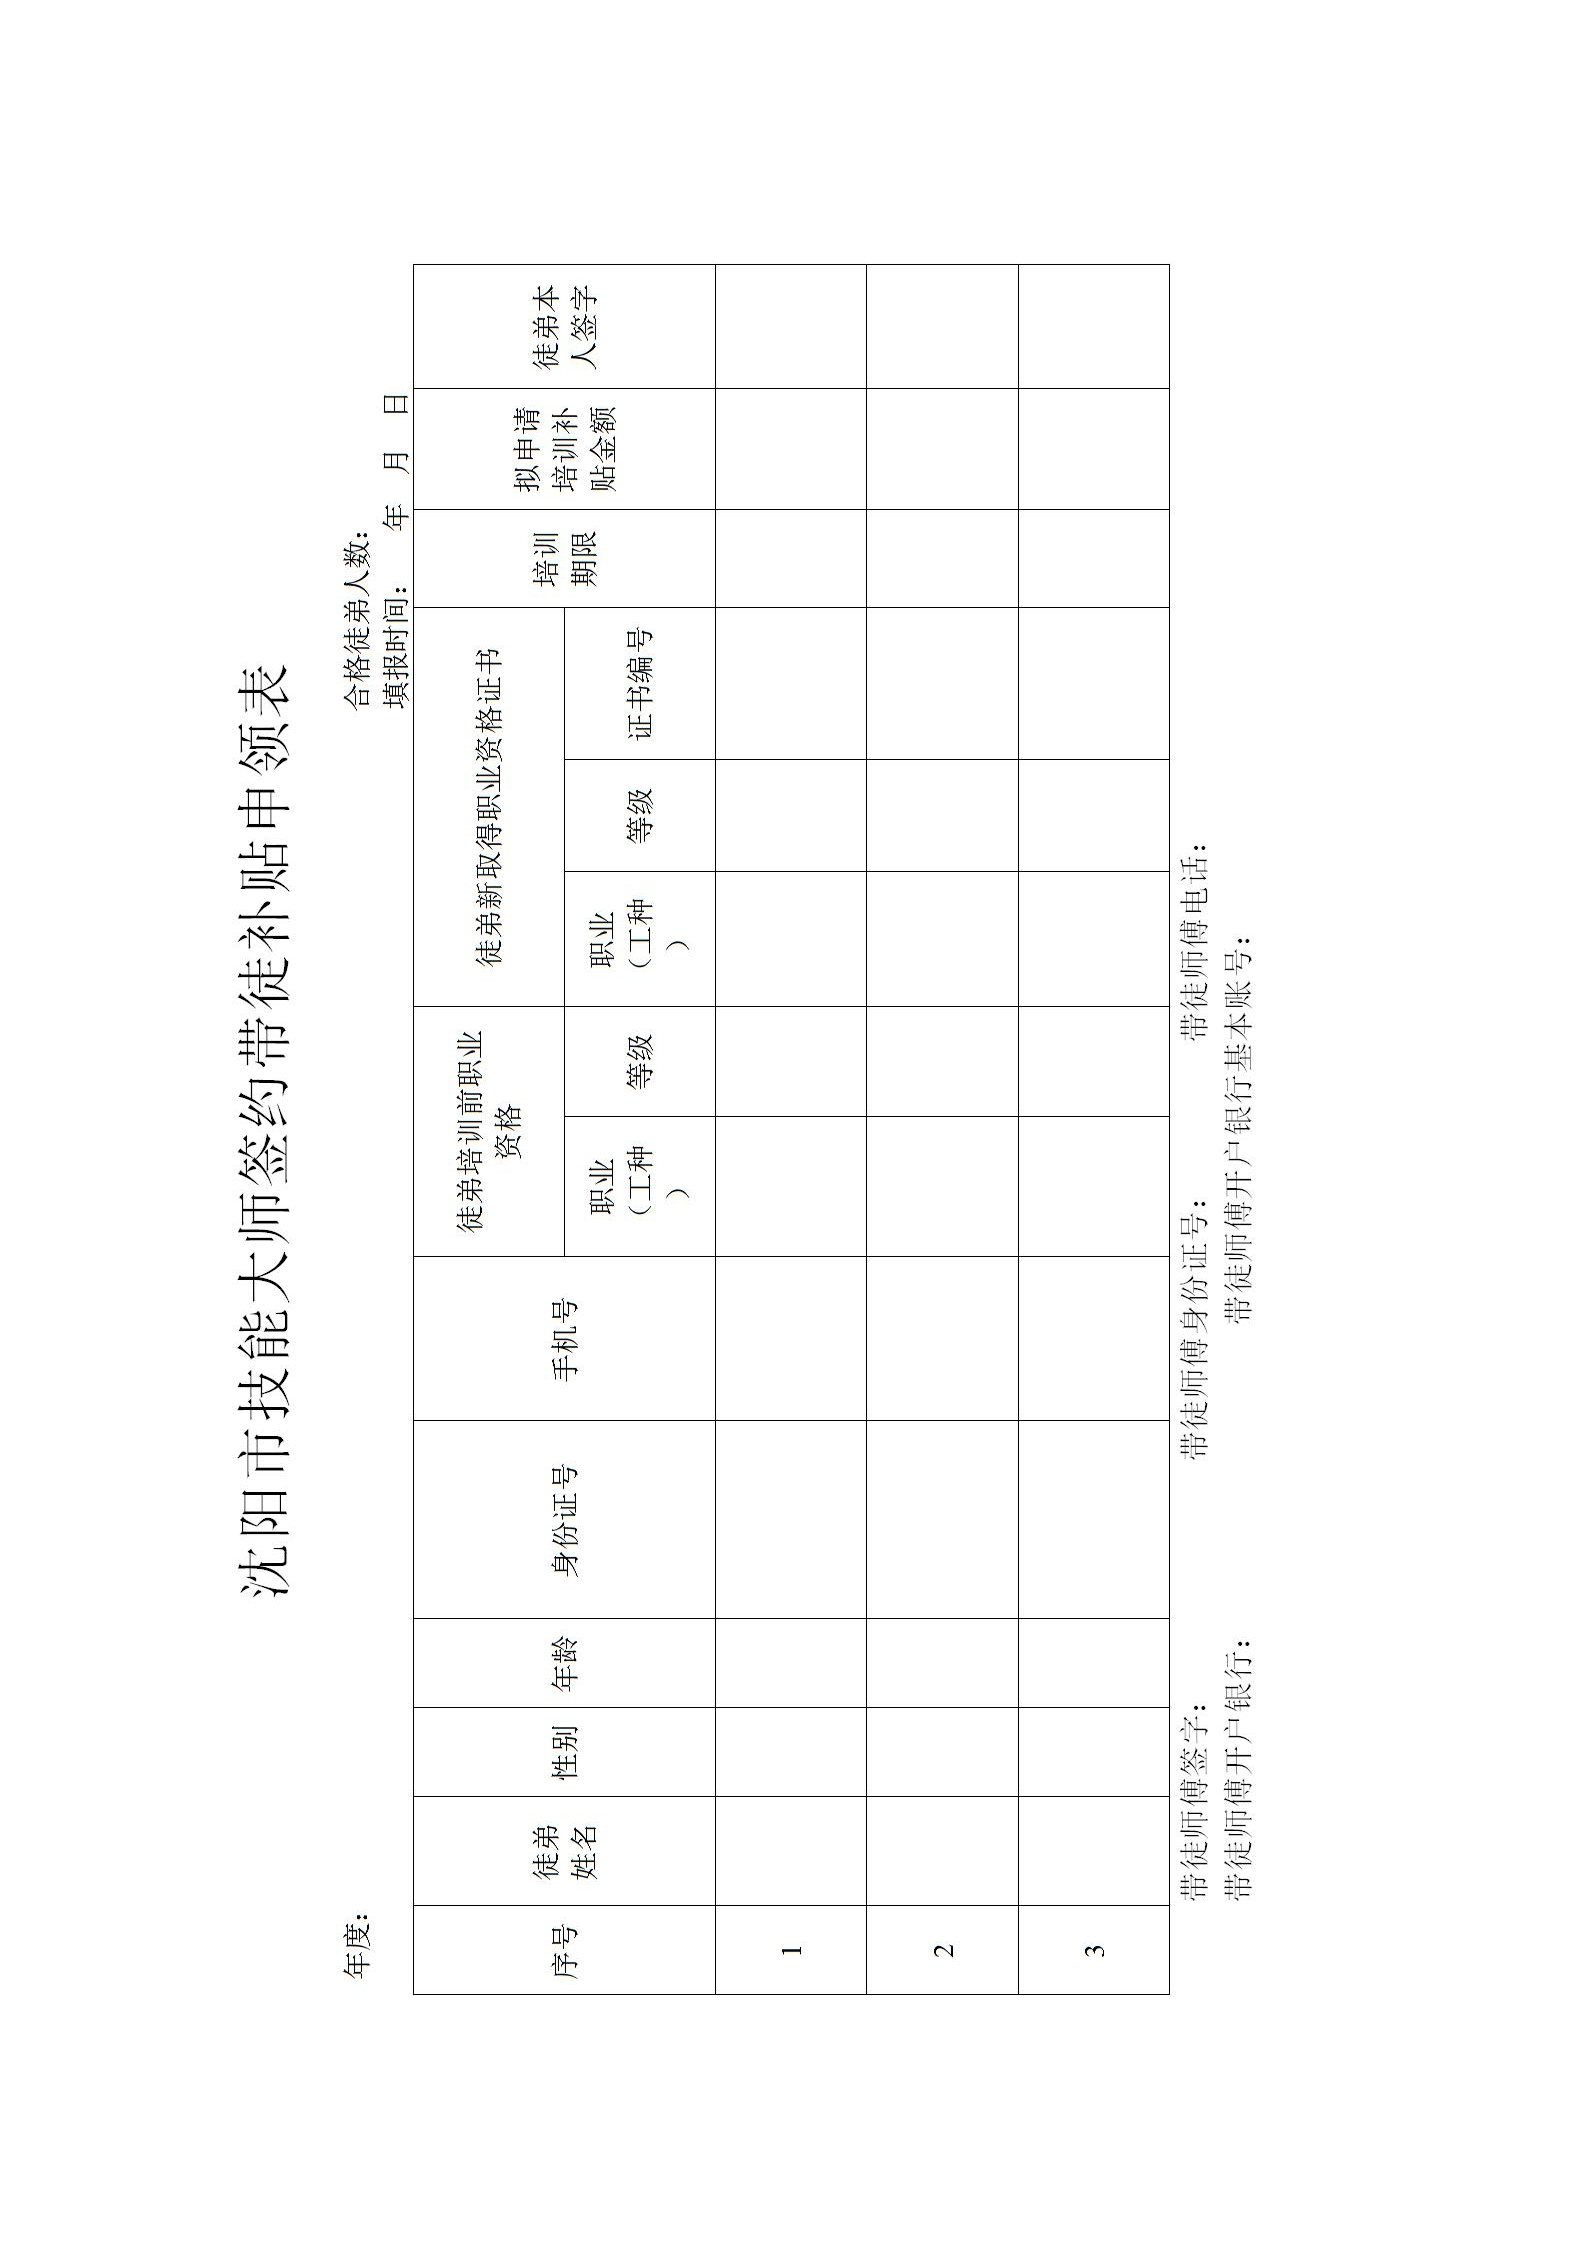 沈阳市技能大师签约带徒补贴申领表
年度： 合格徒弟人数：
填报时间： 年 月 日
序号
徒弟
姓名
性别
年龄
身份证号
手机号
徒弟培训前职业
资格
职业
（工种
）
等级
徒弟新取得职业资格证书
职业
（工种
）
等级
证书编号
培训
期限
拟申请
培训补
贴金额
徒弟本
人签字
1
2
3
带徒师傅签字： 带徒师傅身份证号： 带徒师傅电话：
带徒师傅开户银行： 带徒师傅开户银行基本账号：